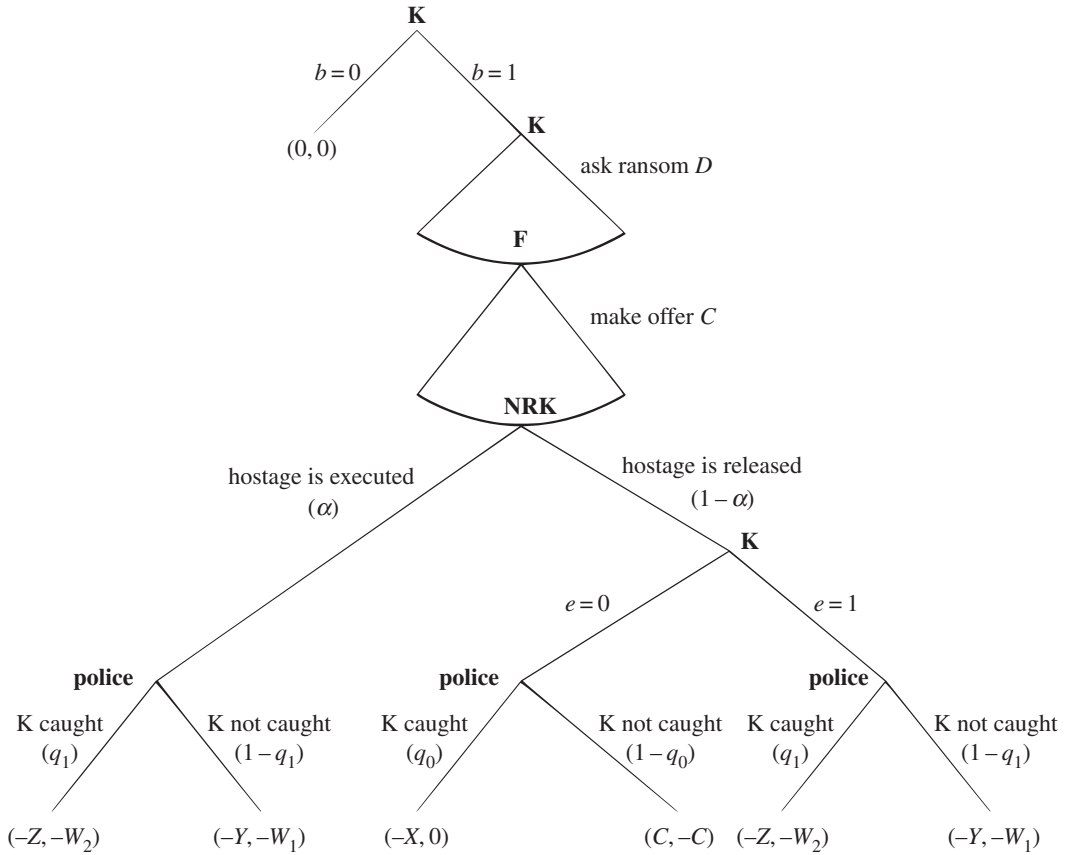 K
b = 0
b = 1
(0, 0)
K
ask ransom D
F
make offer C
NRK
hostage is executed
(α)
hostage is released
(1 – α)
K
e = 0
e = 1
police
police
police
K caught
(q₁)
K not caught
(1 – q₁)
K caught
(q₀)
K not caught
(1 – q₀)
K caught
(q₁)
K not caught
(1 – q₁)
(–Z, –W₂)
(–Y, –W₁)
(–X, 0)
(C, –C)
(–Z, –W₂)
(–Y, –W₁)